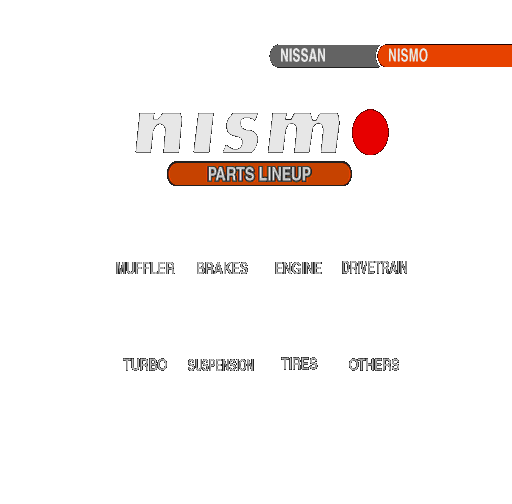 NISSAN NISMO
nismo
PARTS LINEUP
MUFFLER BRAKES ENGINE DRIVETRAIN
TURBO SUSPENSION TIRES OTHERS